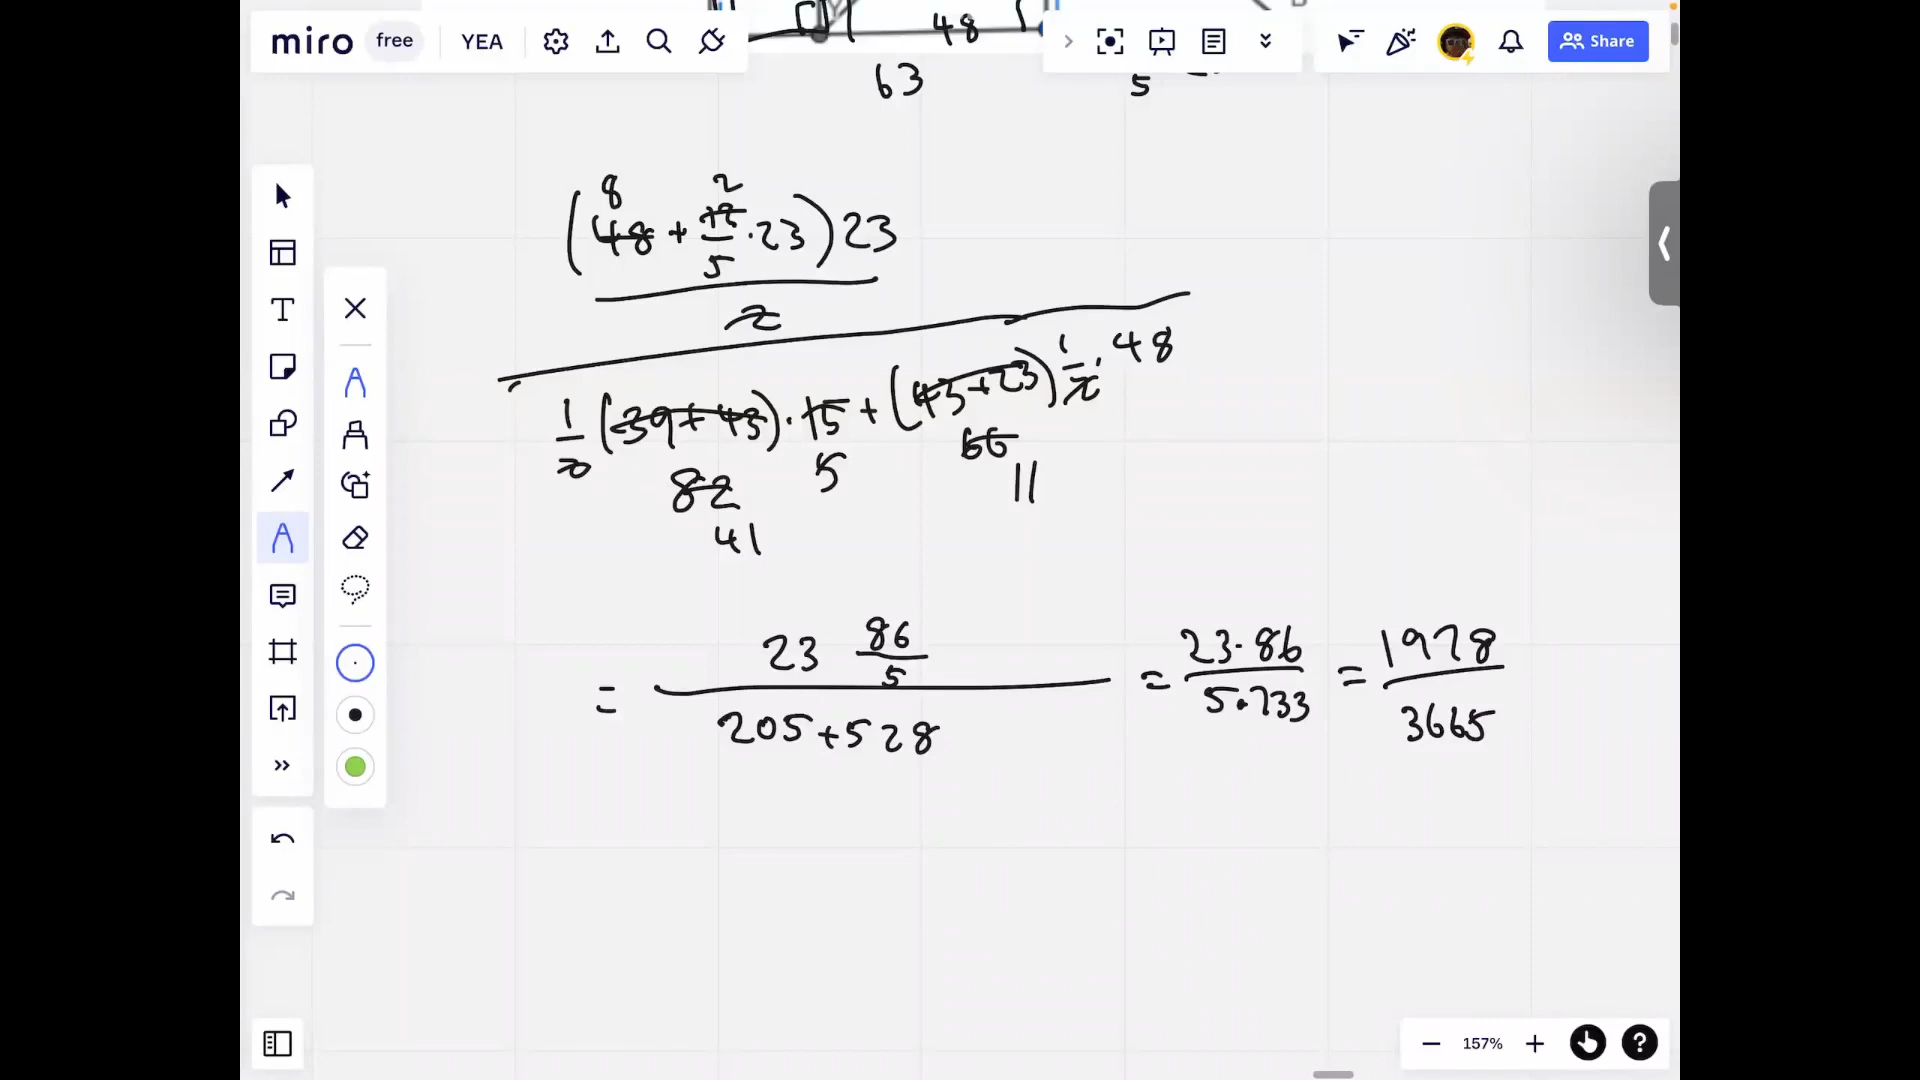 miro free YEA Share
48
63 5
8 2
(48 + 12/5 · 23) 23
2
1/2 (39 + 43) · 15 + (43 + 23) 1/2 · 48
82 5 66
41 11
= 23 86/5 / 205 + 528 = 23 · 86 / 5 · 733 = 1978 / 3665
157%